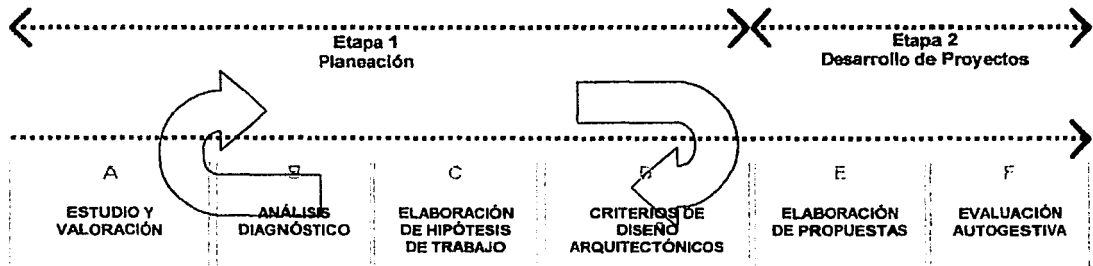 Etapa 1
Planeación
Etapa 2
Desarrollo de Proyectos
A
B
C
D
E
F
ESTUDIO Y
VALORACIÓN
ANÁLISIS
DIAGNÓSTICO
ELABORACIÓN
DE HIPÓTESIS
DE TRABAJO
CRITERIOS DE
DISEÑO
ARQUITECTÓNICOS
ELABORACIÓN
DE PROPUESTAS
EVALUACIÓN
AUTOGESTIVA